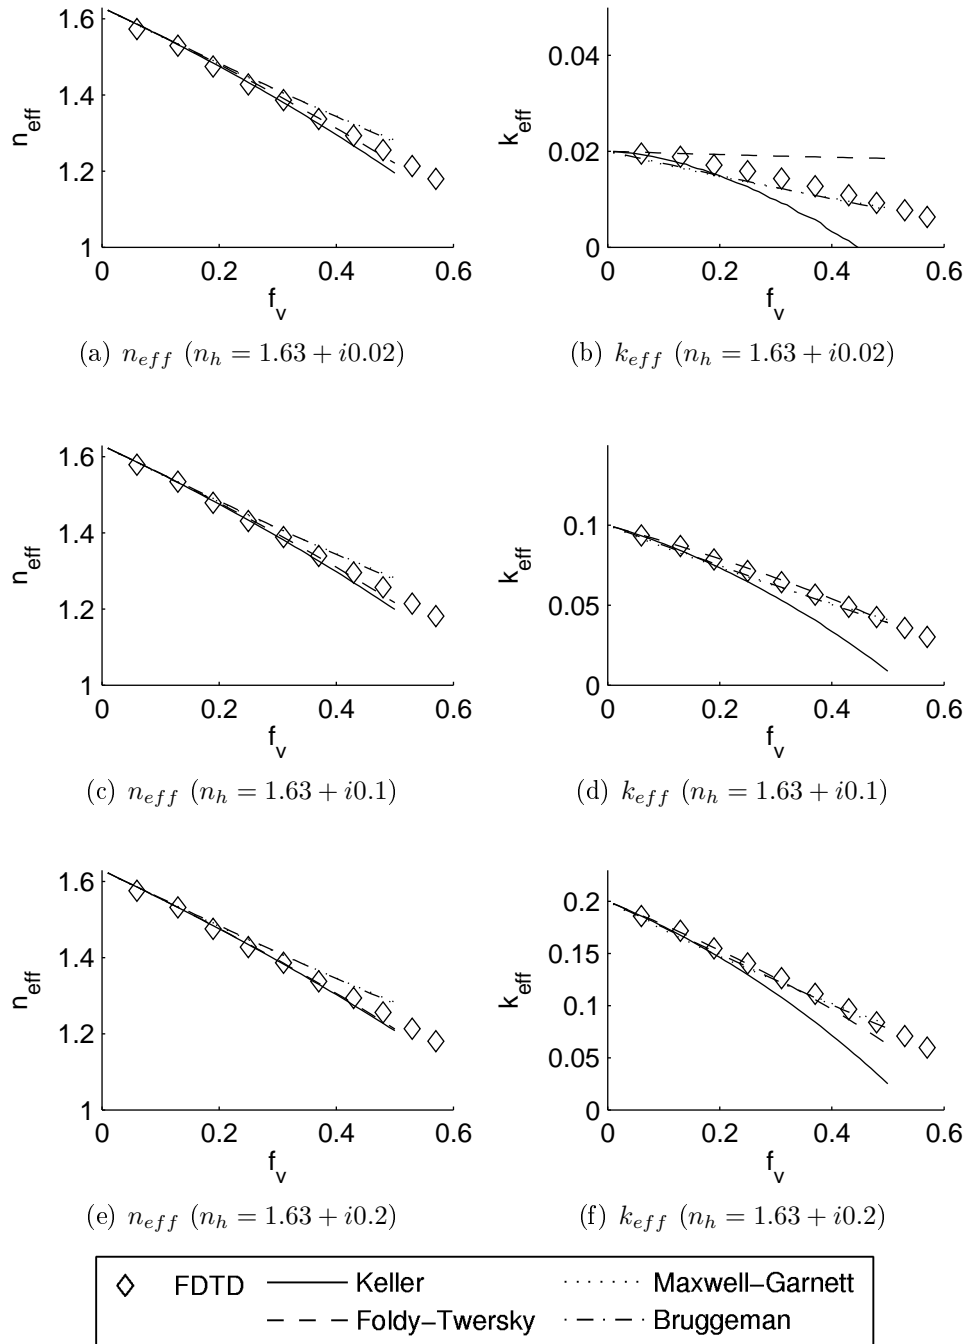 1.6
1.4
1.2
1
n_eff
0 0.2 0.4 0.6
f_v
(a) n_eff (n_h = 1.63 + i0.02)
0.04
0.02
0
k_eff
0 0.2 0.4 0.6
f_v
(b) k_eff (n_h = 1.63 + i0.02)
1.6
1.4
1.2
1
n_eff
0 0.2 0.4 0.6
f_v
(c) n_eff (n_h = 1.63 + i0.1)
0.1
0.05
0
k_eff
0 0.2 0.4 0.6
f_v
(d) k_eff (n_h = 1.63 + i0.1)
1.6
1.4
1.2
1
n_eff
0 0.2 0.4 0.6
f_v
(e) n_eff (n_h = 1.63 + i0.2)
0.2
0.15
0.1
0.05
0
k_eff
0 0.2 0.4 0.6
f_v
(f) k_eff (n_h = 1.63 + i0.2)
FDTD Keller Maxwell−Garnett
Foldy−Twersky Bruggeman